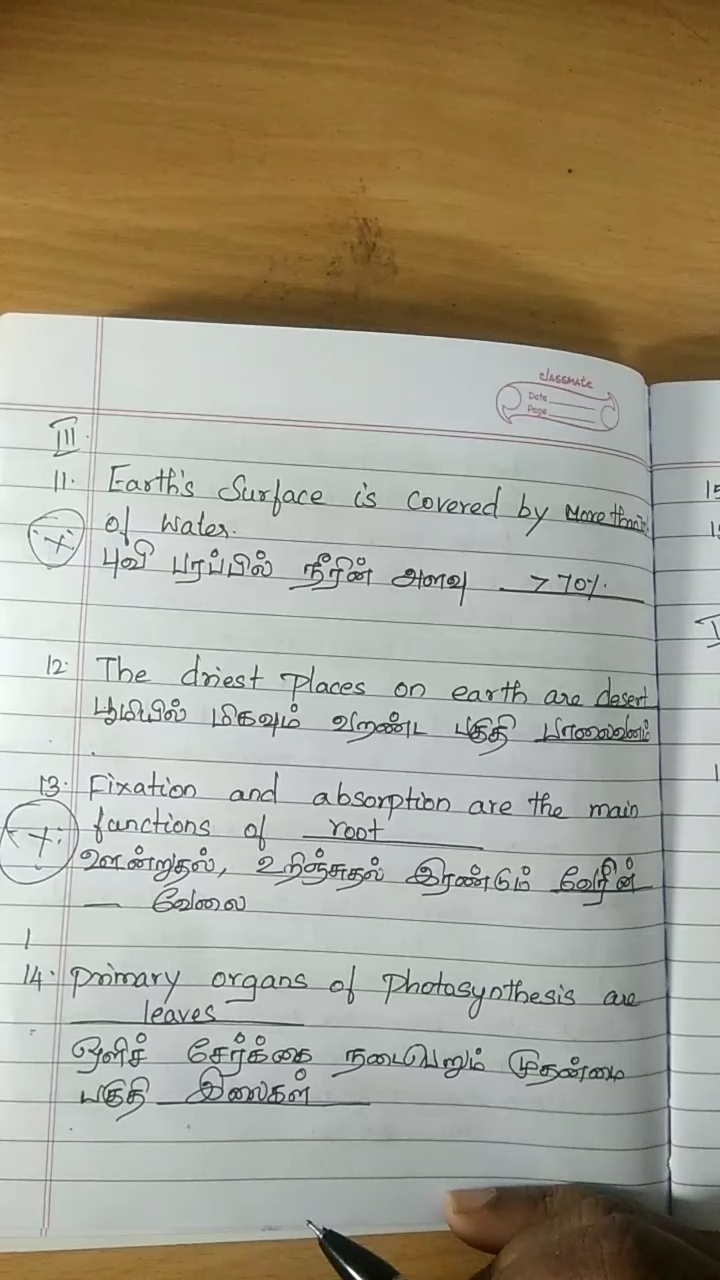 classmate
Date
Page
III.
11. Earth's Surface is covered by More than
of water.
புவி பரப்பில் நீரின் அளவு >70%
12. The driest places on earth are desert
பூமியில் மிகவும் வறண்ட பகுதி பாலைவனம்
13. Fixation and absorption are the main
functions of root
ஊன்றுதல், உறிஞ்சுதல் இரண்டும் வேரின்
— வேலை
14. primary organs of photosynthesis are
leaves
ஒளிச் சேர்க்கை நடைபெறும் முதன்மை
பகுதி இலைகள்